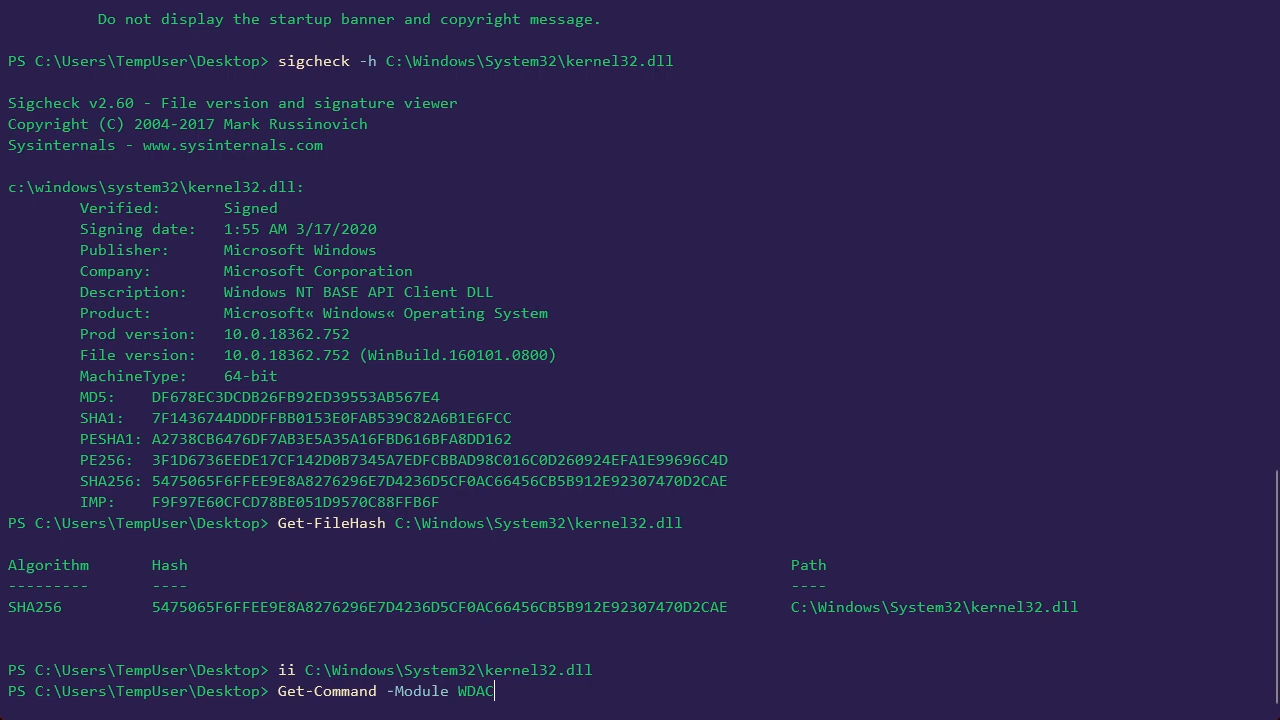 Do not display the startup banner and copyright message.
PS C:\Users\TempUser\Desktop> sigcheck -h C:\Windows\System32\kernel32.dll
Sigcheck v2.60 - File version and signature viewer
Copyright (C) 2004-2017 Mark Russinovich
Sysinternals - www.sysinternals.com
c:\windows\system32\kernel32.dll:
Verified: Signed
Signing date: 1:55 AM 3/17/2020
Publisher: Microsoft Windows
Company: Microsoft Corporation
Description: Windows NT BASE API Client DLL
Product: Microsoft« Windows« Operating System
Prod version: 10.0.18362.752
File version: 10.0.18362.752 (WinBuild.160101.0800)
MachineType: 64-bit
MD5: DF678EC3DCDB26FB92ED39553AB567E4
SHA1: 7F1436744DDDFFBB0153E0FAB539C82A6B1E6FCC
PESHA1: A2738CB6476DF7AB3E5A35A16FBD616BFA8DD162
PE256: 3F1D6736EEDE17CF142D0B7345A7EDFCBBAD98C016C0D260924EFA1E99696C4D
SHA256: 5475065F6FFEE9E8A8276296E7D4236D5CF0AC66456CB5B912E92307470D2CAE
IMP: F9F97E60CFCD78BE051D9570C88FFB6F
PS C:\Users\TempUser\Desktop> Get-FileHash C:\Windows\System32\kernel32.dll
Algorithm Hash Path
--------- ---- ----
SHA256 5475065F6FFEE9E8A8276296E7D4236D5CF0AC66456CB5B912E92307470D2CAE C:\Windows\System32\kernel32.dll
PS C:\Users\TempUser\Desktop> ii C:\Windows\System32\kernel32.dll
PS C:\Users\TempUser\Desktop> Get-Command -Module WDAC